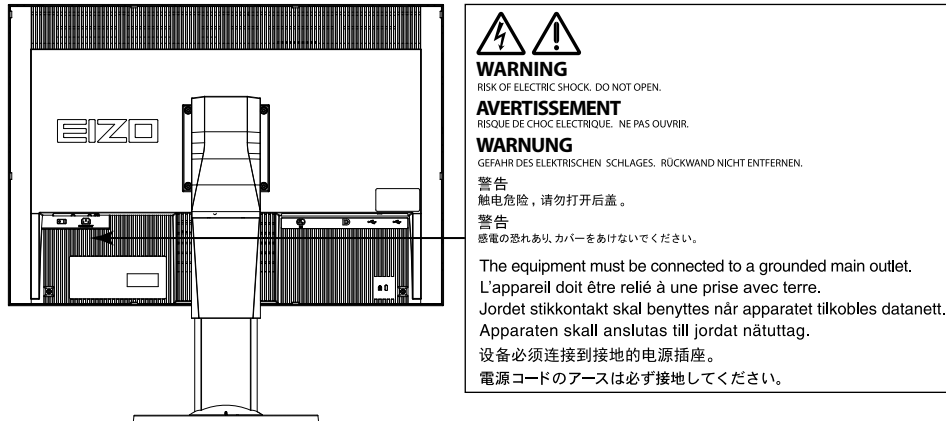 EIZO
WARNING
RISK OF ELECTRIC SHOCK. DO NOT OPEN.
AVERTISSEMENT
RISQUE DE CHOC ELECTRIQUE. NE PAS OUVRIR.
WARNUNG
GEFAHR DES ELEKTRISCHEN SCHLAGES. RÜCKWAND NICHT ENTFERNEN.
警告
触电危险，请勿打开后盖。
警告
感電の恐れあり、カバーをあけないでください。
The equipment must be connected to a grounded main outlet.
L'appareil doit être relié à une prise avec terre.
Jordet stikkontakt skal benyttes når apparatet tilkobles datanett.
Apparaten skall anslutas till jordat nätuttag.
设备必须连接到接地的电源插座。
電源コードのアースは必ず接地してください。